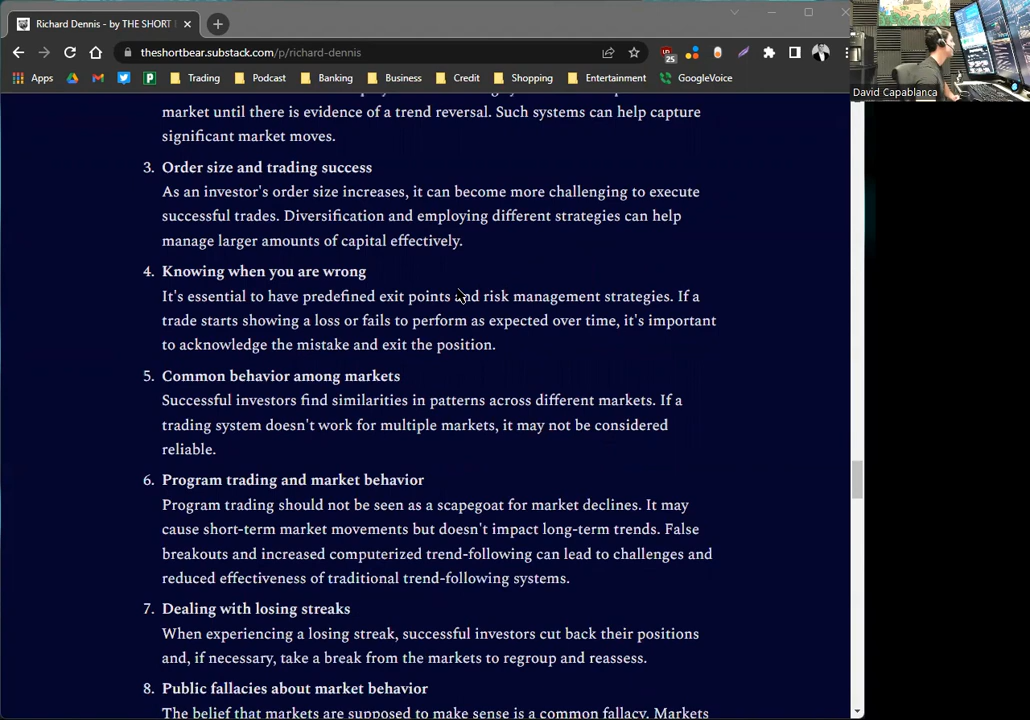 Richard Dennis - by THE SHORT
theshortbear.substack.com/p/richard-dennis
25
Apps
Trading
Podcast
Banking
Business
Credit
Shopping
Entertainment
GoogleVoice
David Capablanca
market until there is evidence of a trend reversal. Such systems can help capture
significant market moves.
3. Order size and trading success
As an investor's order size increases, it can become more challenging to execute
successful trades. Diversification and employing different strategies can help
manage larger amounts of capital effectively.
4. Knowing when you are wrong
It's essential to have predefined exit points and risk management strategies. If a
trade starts showing a loss or fails to perform as expected over time, it's important
to acknowledge the mistake and exit the position.
5. Common behavior among markets
Successful investors find similarities in patterns across different markets. If a
trading system doesn't work for multiple markets, it may not be considered
reliable.
6. Program trading and market behavior
Program trading should not be seen as a scapegoat for market declines. It may
cause short-term market movements but doesn't impact long-term trends. False
breakouts and increased computerized trend-following can lead to challenges and
reduced effectiveness of traditional trend-following systems.
7. Dealing with losing streaks
When experiencing a losing streak, successful investors cut back their positions
and, if necessary, take a break from the markets to regroup and reassess.
8. Public fallacies about market behavior
The belief that markets are supposed to make sense is a common fallacy. Markets